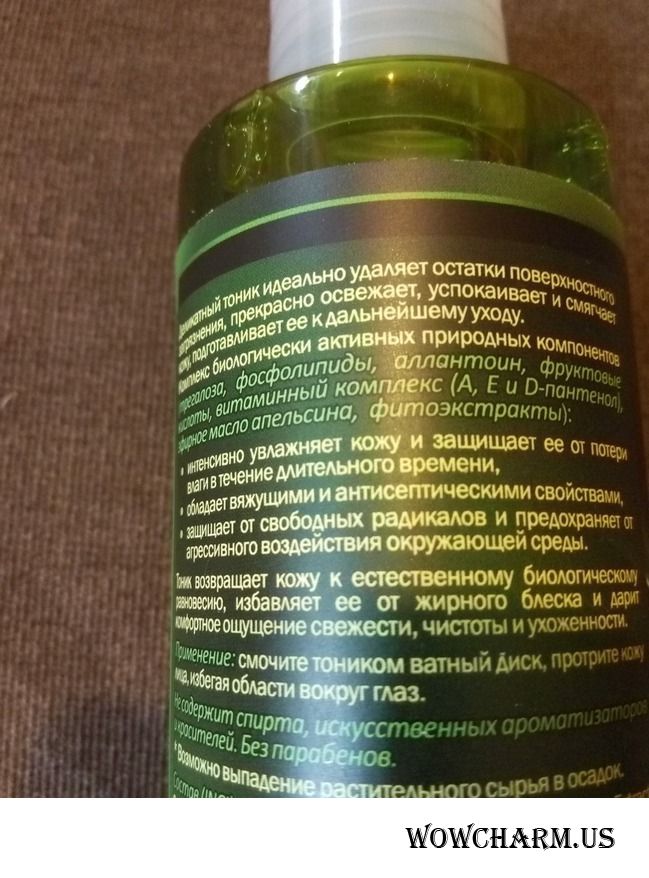 Деликатный тоник идеально удаляет остатки поверхностного
загрязнения, прекрасно освежает, успокаивает и смягчает
кожу, подготавливает ее к дальнейшему уходу.
Комплекс биологически активных природных компонентов
(трегалоза, фосфолипиды, аллантоин, фруктовые
кислоты, витаминный комплекс (А, Е и D-пантенол),
эфирное масло апельсина, фитоэкстракты):
• интенсивно увлажняет кожу и защищает ее от потери
влаги в течение длительного времени,
• обладает вяжущими и антисептическими свойствами,
• защищает от свободных радикалов и предохраняет от
агрессивного воздействия окружающей среды.
Тоник возвращает кожу к естественному биологическому
равновесию, избавляет ее от жирного блеска и дарит
комфортное ощущение свежести, чистоты и ухоженности.
Применение: смочите тоником ватный диск, протрите кожу
лица, избегая области вокруг глаз.
Не содержит спирта, искусственных ароматизаторов
и красителей. Без парабенов.
*Возможно выпадение растительного сырья в осадок.
Состав
WOWCHARM.US